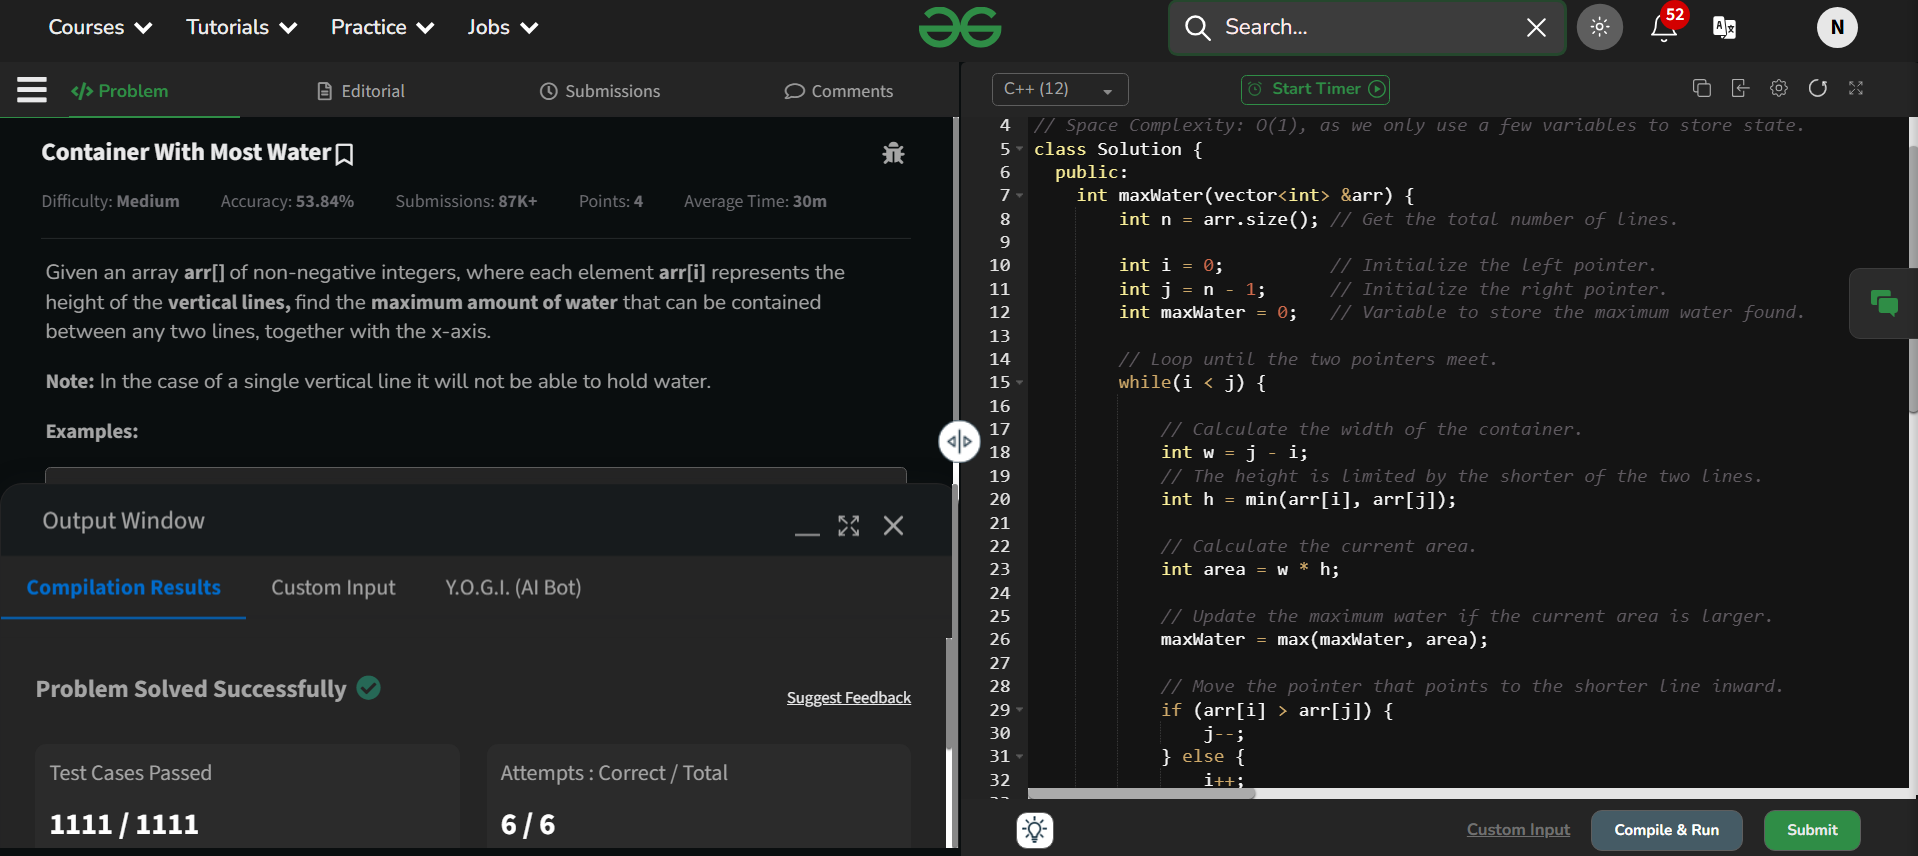 Courses Tutorials Practice Jobs Search... 52 N
Problem Editorial Submissions Comments
Container With Most Water
Difficulty: Medium Accuracy: 53.84% Submissions: 87K+ Points: 4 Average Time: 30m
Given an array arr[] of non-negative integers, where each element arr[i] represents the
height of the vertical lines, find the maximum amount of water that can be contained
between any two lines, together with the x-axis.
Note: In the case of a single vertical line it will not be able to hold water.
Examples:
Output Window
Compilation Results Custom Input Y.O.G.I. (AI Bot)
Problem Solved Successfully
Suggest Feedback
Test Cases Passed
1111 / 1111
Attempts : Correct / Total
6 / 6
C++ (12) Start Timer
4 // Space Complexity: O(1), as we only use a few variables to store state.
5 class Solution {
6 public:
7 int maxWater(vector<int> &arr) {
8 int n = arr.size(); // Get the total number of lines.
9
10 int i = 0; // Initialize the left pointer.
11 int j = n - 1; // Initialize the right pointer.
12 int maxWater = 0; // Variable to store the maximum water found.
13
14 // Loop until the two pointers meet.
15 while(i < j) {
16
17 // Calculate the width of the container.
18 int w = j - i;
19 // The height is limited by the shorter of the two lines.
20 int h = min(arr[i], arr[j]);
21
22 // Calculate the current area.
23 int area = w * h;
24
25 // Update the maximum water if the current area is larger.
26 maxWater = max(maxWater, area);
27
28 // Move the pointer that points to the shorter line inward.
29 if (arr[i] > arr[j]) {
30 j--;
31 } else {
32 i++;
Custom Input Compile & Run Submit